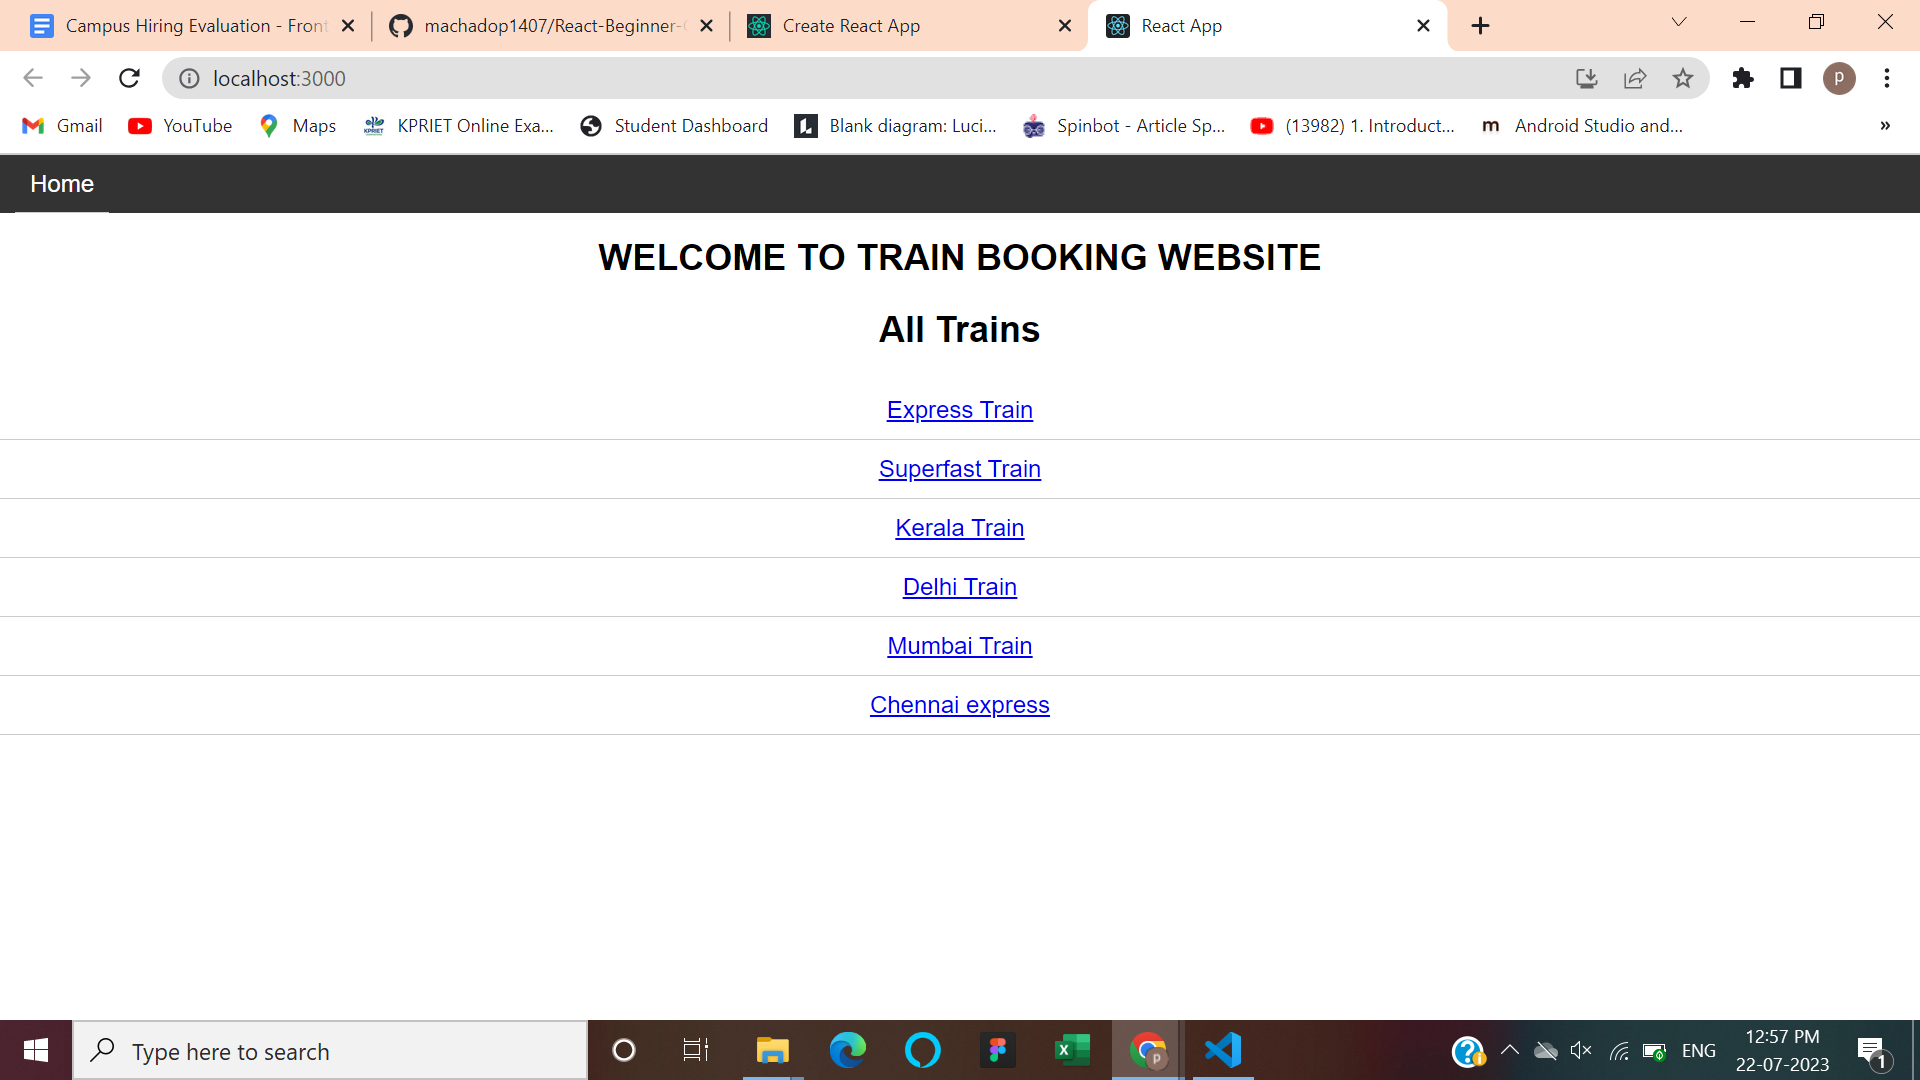 Campus Hiring Evaluation - Front
machadop1407/React-Beginner-
Create React App
React App
localhost:3000
Gmail
YouTube
Maps
KPRIET Online Exa...
Student Dashboard
Blank diagram: Luci...
Spinbot - Article Sp...
(13982) 1. Introduct...
Android Studio and...
»
p
Home
WELCOME TO TRAIN BOOKING WEBSITE
All Trains
Express Train
Superfast Train
Kerala Train
Delhi Train
Mumbai Train
Chennai express
Type here to search
ENG
12:57 PM
22-07-2023
1